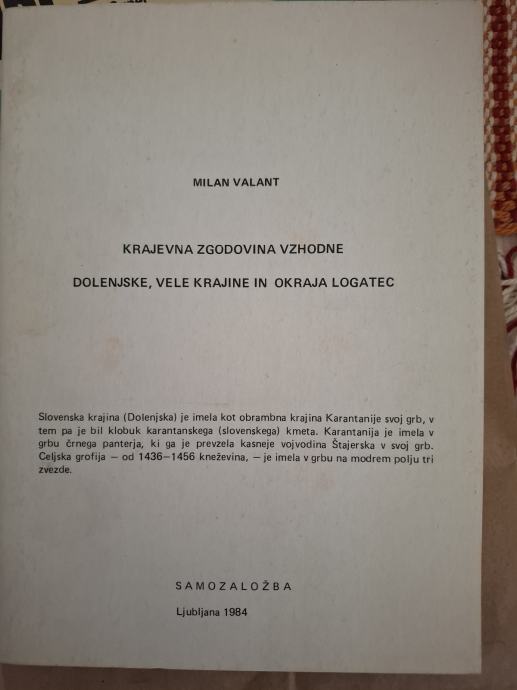 MILAN VALANT
KRAJEVNA ZGODOVINA VZHODNE
DOLENJSKE, VELE KRAJINE IN OKRAJA LOGATEC
Slovenska krajina (Dolenjska) je imela kot obrambna krajina Karantanije svoj grb, v
tem pa je bil klobuk karantanskega (slovenskega) kmeta. Karantanija je imela v
grbu črnega panterja, ki ga je prevzela kasneje vojvodina Štajerska v svoj grb.
Celjska grofija — od 1436—1456 kneževina, — je imela v grbu na modrem polju tri
zvezde.
SAMOZALOŽBA
Ljubljana 1984